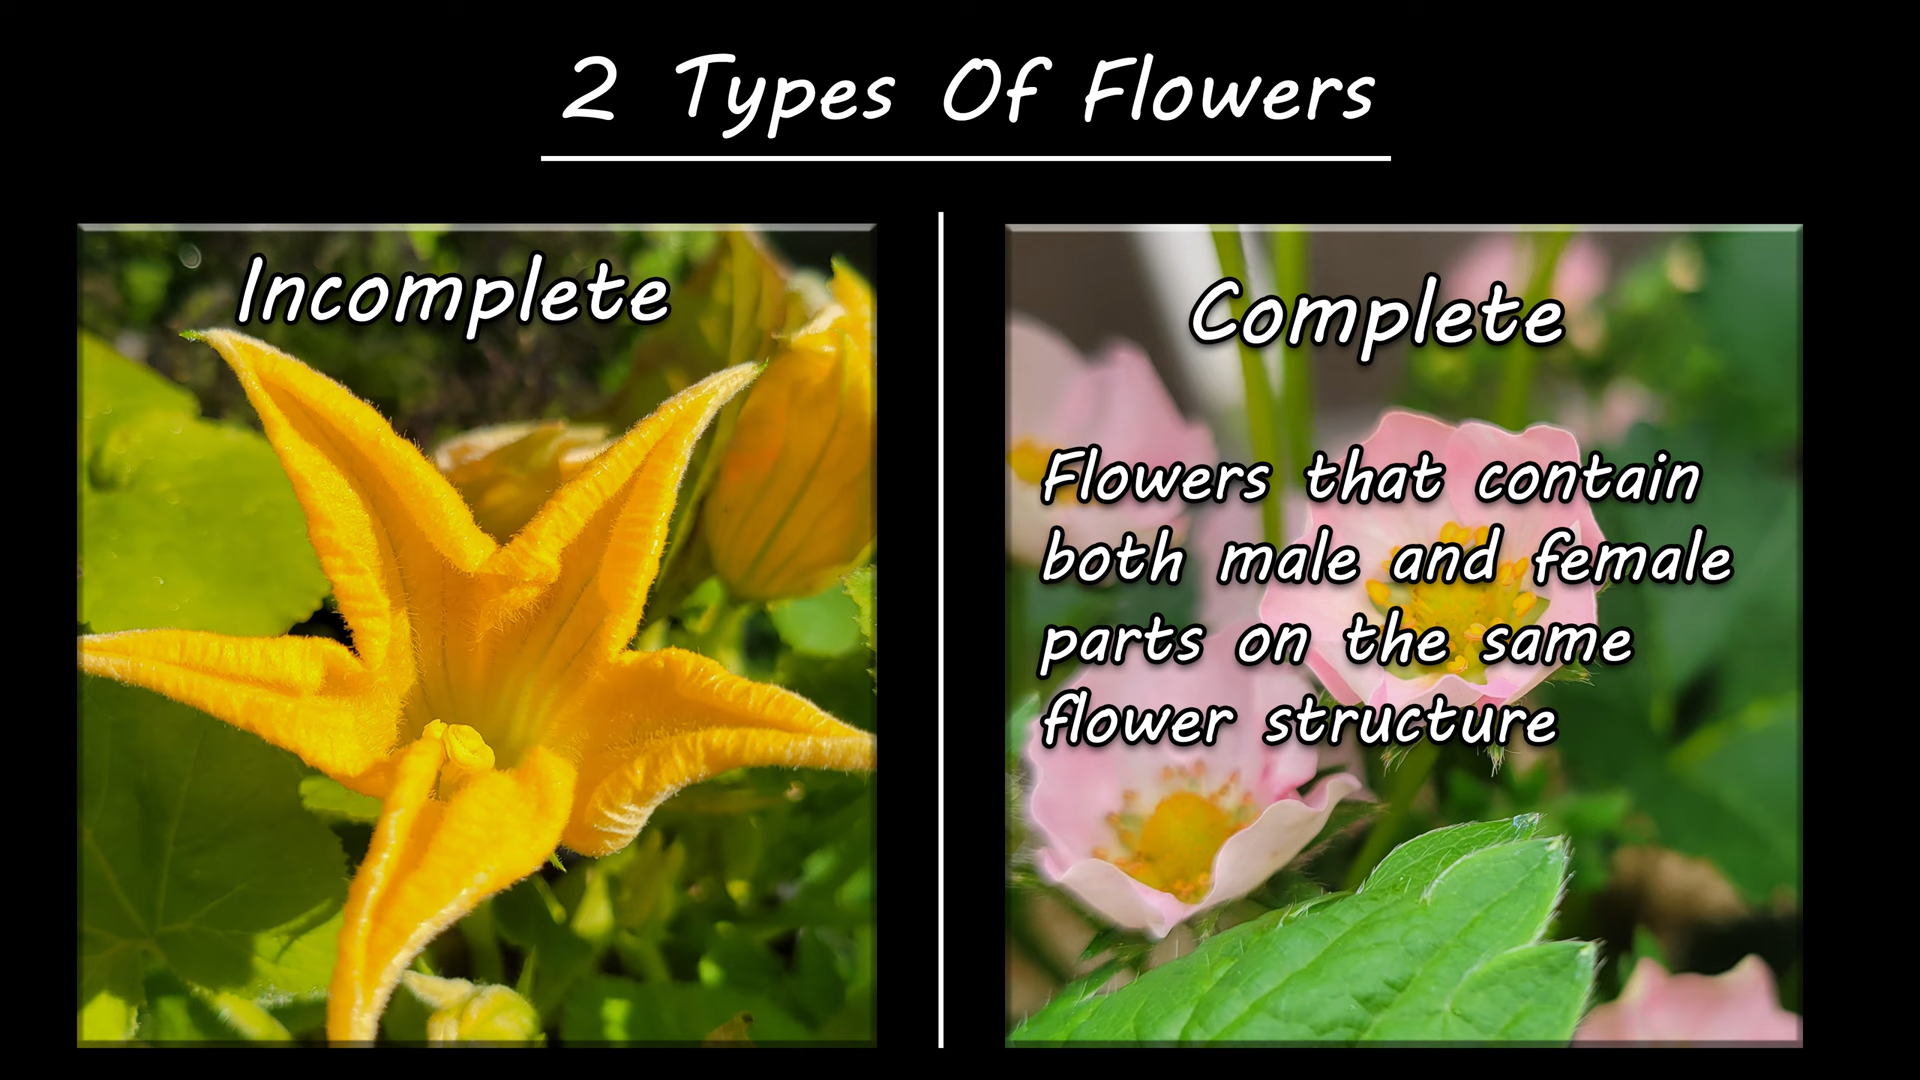 2 Types Of Flowers
Incomplete
Complete
Flowers that contain
both male and female
parts on the same
flower structure